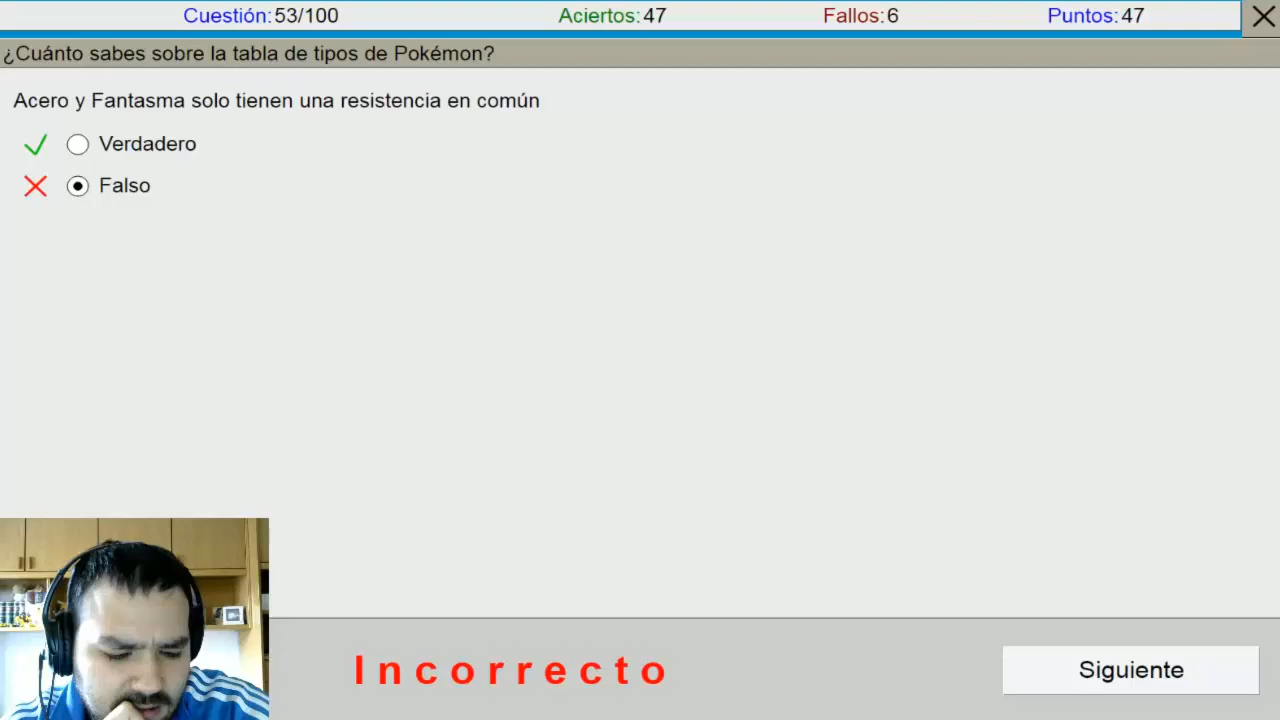 Cuestión: 53/100 Aciertos: 47 Fallos: 6 Puntos: 47
¿Cuánto sabes sobre la tabla de tipos de Pokémon?
Acero y Fantasma solo tienen una resistencia en común
Verdadero
Falso
Incorrecto
Siguiente